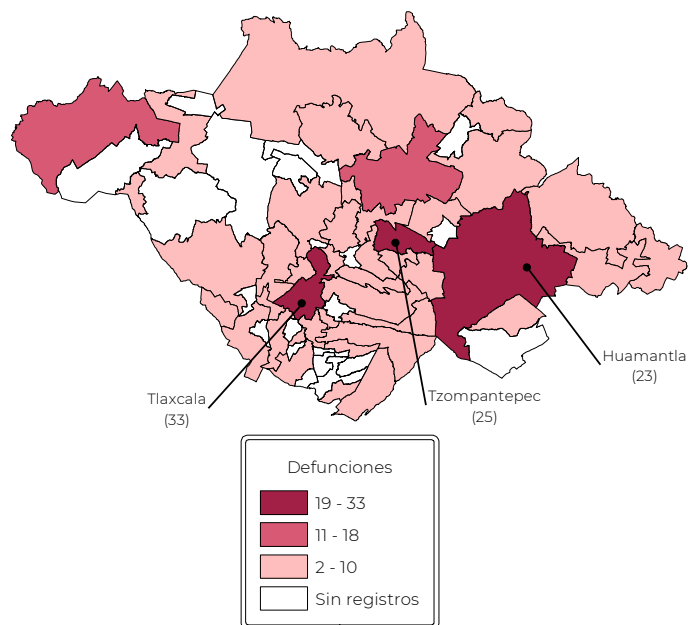 Huamantla
(23)
Tlaxcala
(33)
Tzompantepec
(25)
Defunciones
19 - 33
11 - 18
2 - 10
Sin registros